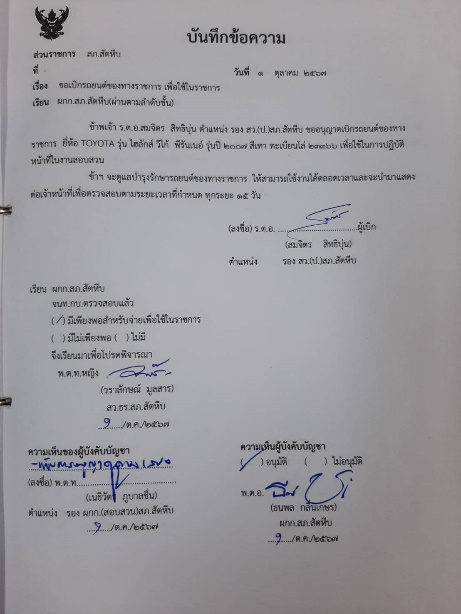 บันทึกข้อความ
ส่วนราชการ สภ.สัตหีบ
ที่ วันที่ ๑ ตุลาคม ๒๕๖๗
เรื่อง ขอเบิกรถยนต์ของทางราชการ เพื่อใช้ในราชการ
เรียน ผกก.สภ.สัตหีบ(ผ่านตามลำดับชั้น)
ข้าพเจ้า ร.ต.อ.สมจิตร สิทธิบุ่น ตำแหน่ง รอง สว.(ป.)สภ.สัตหีบ ขออนุญาตเบิกรถยนต์ของทาง
ราชการ ยี่ห้อ TOYOTA รุ่น ไฮลักส์ วีโก้ พีรันเนอ์ รุ่นปี ๒๐๐๗ สีเทา ทะเบียนโล่ ๒๓๑๖๖ เพื่อใช้ในการปฏิบัติ
หน้าที่ในงานสอบสวน
ข้าฯ จะดูแลบำรุงรักษารถยนต์ของทางราชการ ให้สามารถใช้งานได้ตลอดเวลาและจะนำมาแสดง
ต่อเจ้าหน้าที่เพื่อตรวจสอบตามระยะเวลาที่กำหนด ทุกระยะ ๑๕ วัน
(ลงชื่อ) ร.ต.อ. ผู้เบิก
(สมจิตร สิทธิบุ่น)
ตำแหน่ง รอง สว.(ป.)สภ.สัตหีบ
เรียน ผกก.สภ.สัตหีบ
จนท.กบ.ตรวจสอบแล้ว
(/) มีเพียงพอสำหรับจ่ายเพื่อใช้ในราชการ
( ) มีไม่เพียงพอ ( ) ไม่มี
จึงเรียนมาเพื่อโปรดพิจารณา
พ.ต.ท.หญิง
(วราลักษณ์ มูลสาร)
สว.ธร.สภ.สัตหีบ
๑/ต.ค./๒๕๖๗
ความเห็นของผู้บังคับบัญชา
(ลงชื่อ) พ.ต.ท.
(เนธิวัต ภูบาลชื่น)
ตำแหน่ง รอง ผกก.(สอบสวน)สภ.สัตหีบ
๑/ต.ค./๒๕๖๗
ความเห็นผู้บังคับบัญชา
(/) อนุมัติ ( ) ไม่อนุมัติ
พ.ต.อ.
(ธนพล กลิ่นเกษร)
ผกก.สภ.สัตหีบ
๑/ต.ค./๒๕๖๗